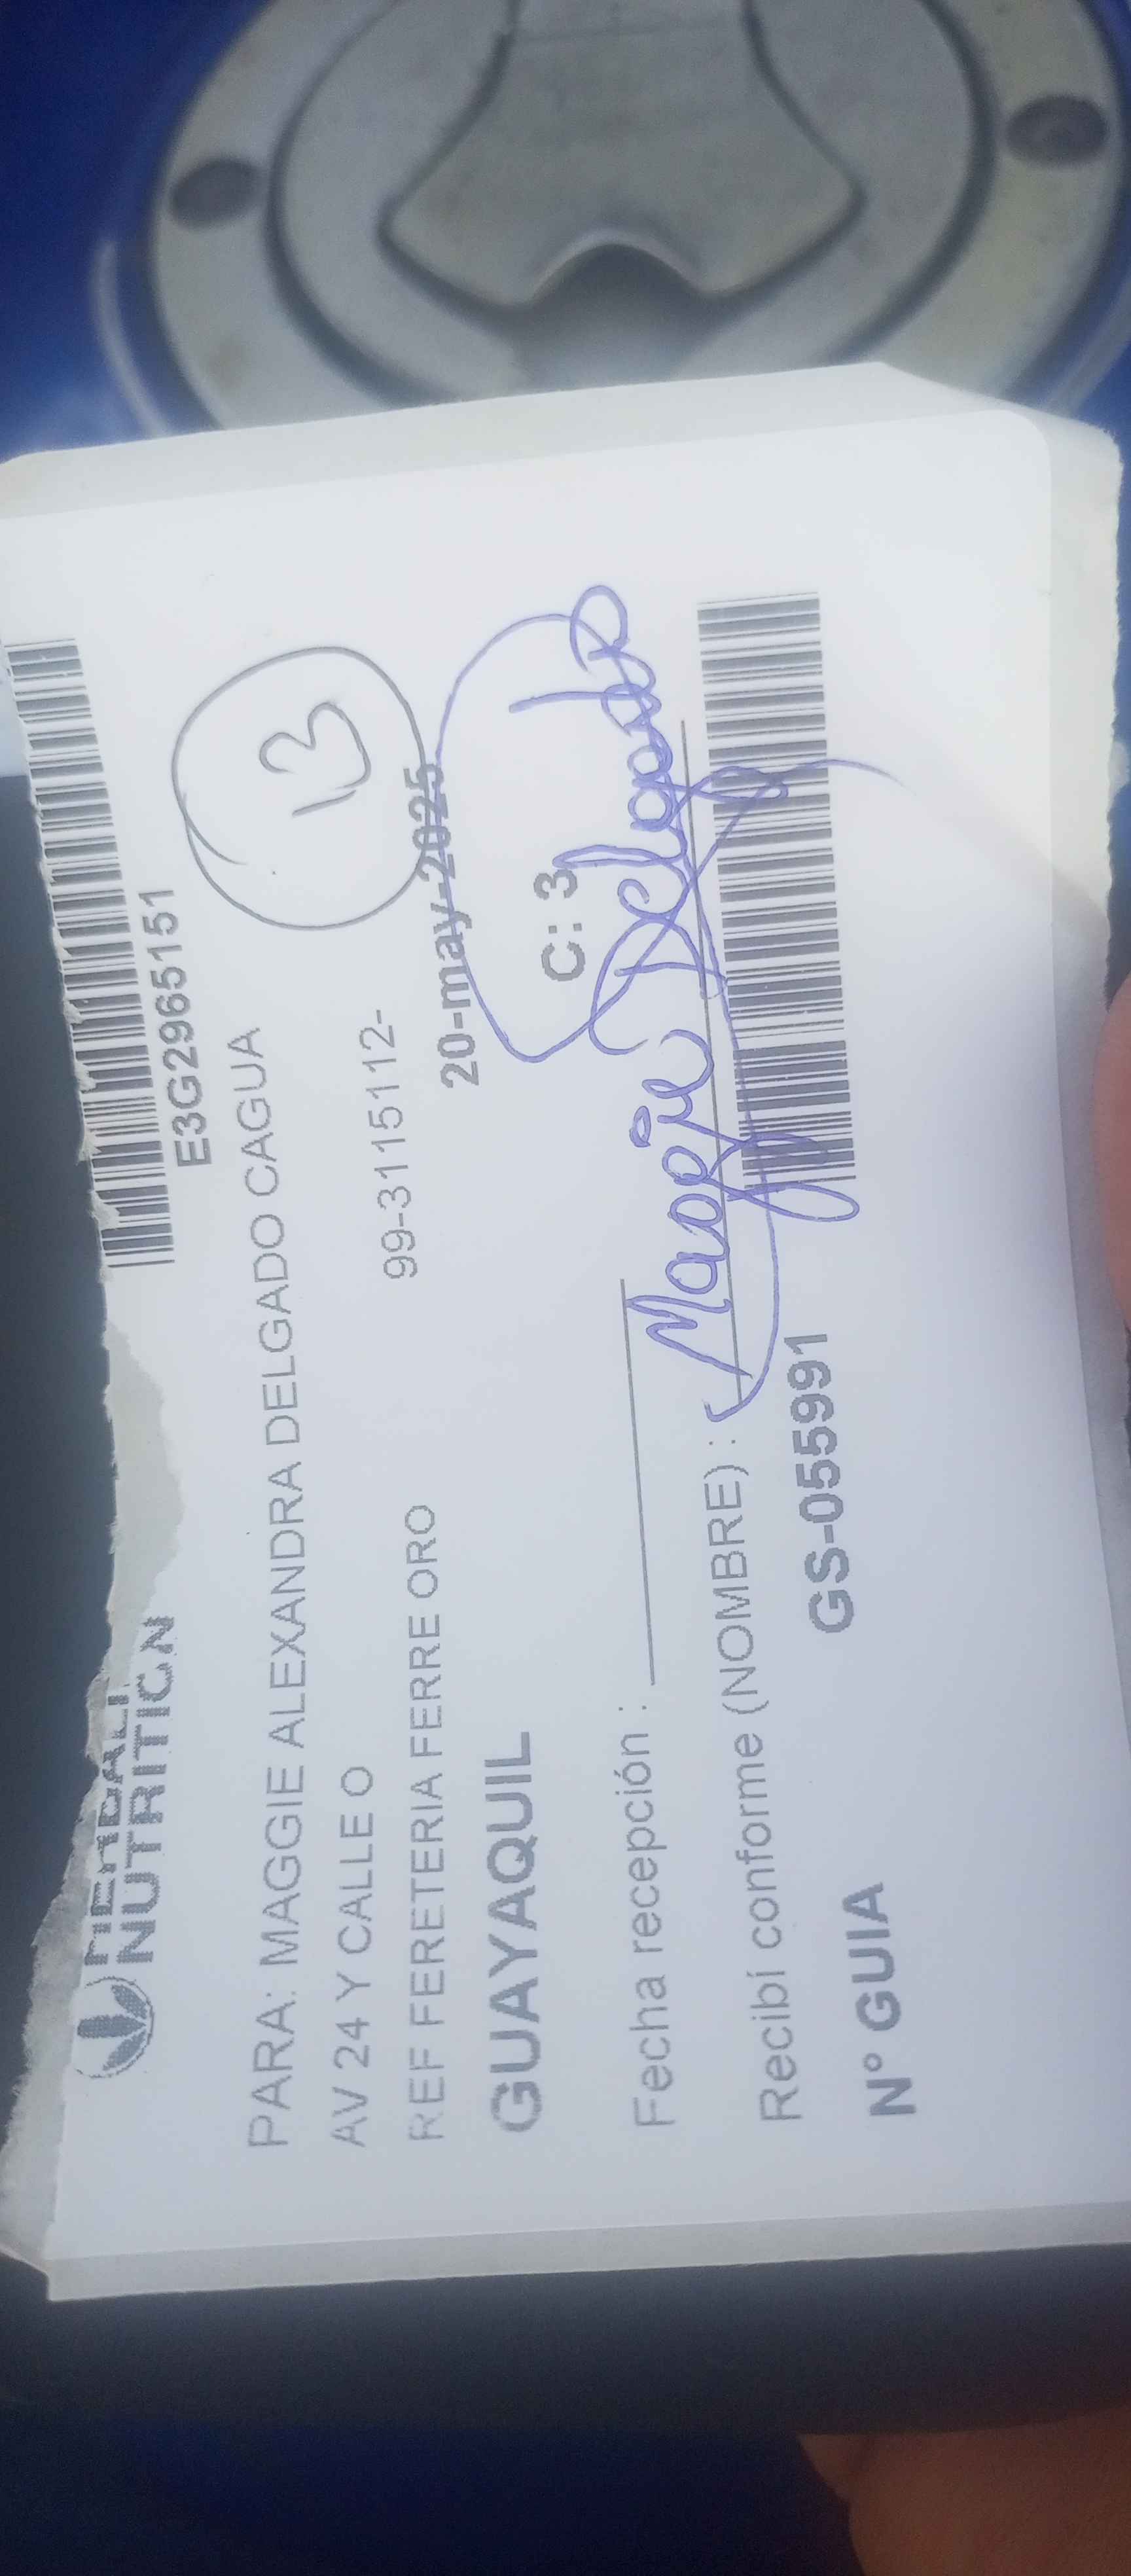 NUTRITION
E3G2965151
PARA: MAGGIE ALEXANDRA DELGADO CAGUA
13
AV 24 Y CALLE O
99-3115112-
REF FERETERIA FERRE ORO
20-may-2025
GUAYAQUIL
C: 3
Fecha recepción :
Recibí conforme (NOMBRE) : Maggie Delgado
Nº GUIA GS-055991